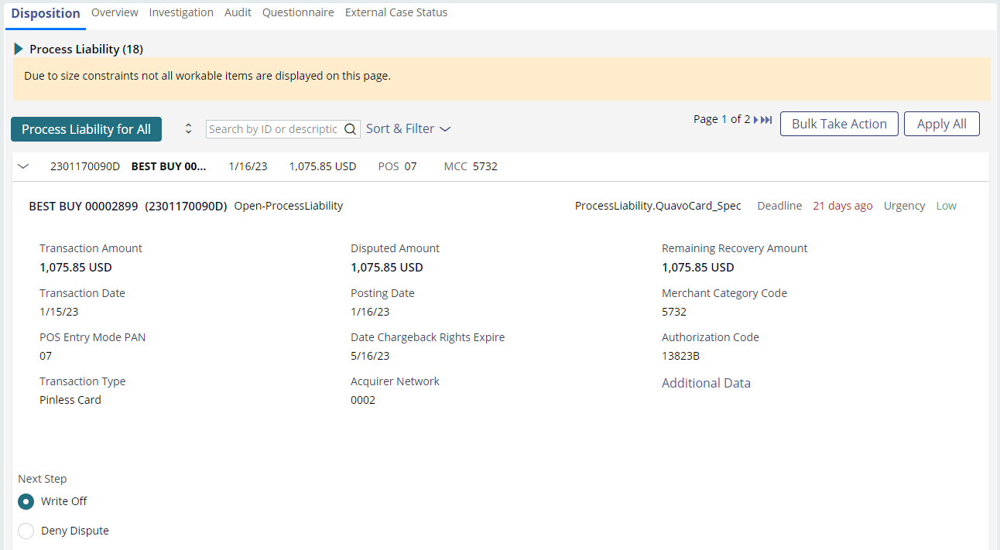 Disposition Overview Investigation Audit Questionnaire External Case Status
Process Liability (18)
Due to size constraints not all workable items are displayed on this page.
Process Liability for All Search by ID or descriptic Sort & Filter Page 1 of 2 Bulk Take Action Apply All
2301170090D BEST BUY 00... 1/16/23 1,075.85 USD POS 07 MCC 5732
BEST BUY 00002899 (2301170090D) Open-ProcessLiability ProcessLiability.QuavoCard_Spec Deadline 21 days ago Urgency Low
Transaction Amount Disputed Amount Remaining Recovery Amount
1,075.85 USD 1,075.85 USD 1,075.85 USD
Transaction Date Posting Date Merchant Category Code
1/15/23 1/16/23 5732
POS Entry Mode PAN Date Chargeback Rights Expire Authorization Code
07 5/16/23 13823B
Transaction Type Acquirer Network Additional Data
Pinless Card 0002
Next Step
Write Off
Deny Dispute